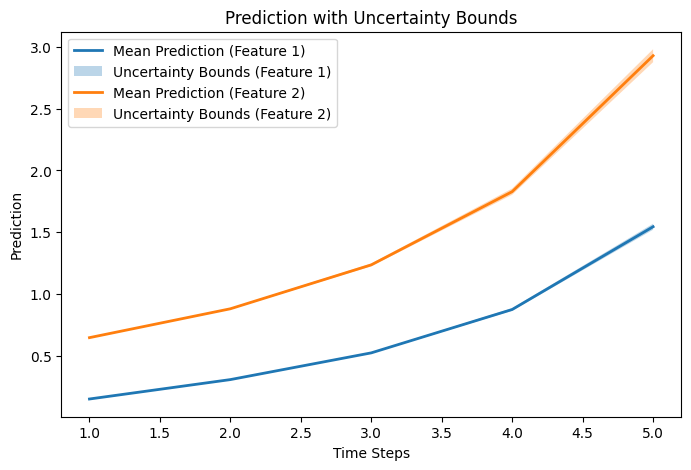 Prediction with Uncertainty Bounds
Mean Prediction (Feature 1)
Uncertainty Bounds (Feature 1)
Mean Prediction (Feature 2)
Uncertainty Bounds (Feature 2)
Prediction
3.0
2.5
2.0
1.5
1.0
0.5
1.0 1.5 2.0 2.5 3.0 3.5 4.0 4.5 5.0
Time Steps